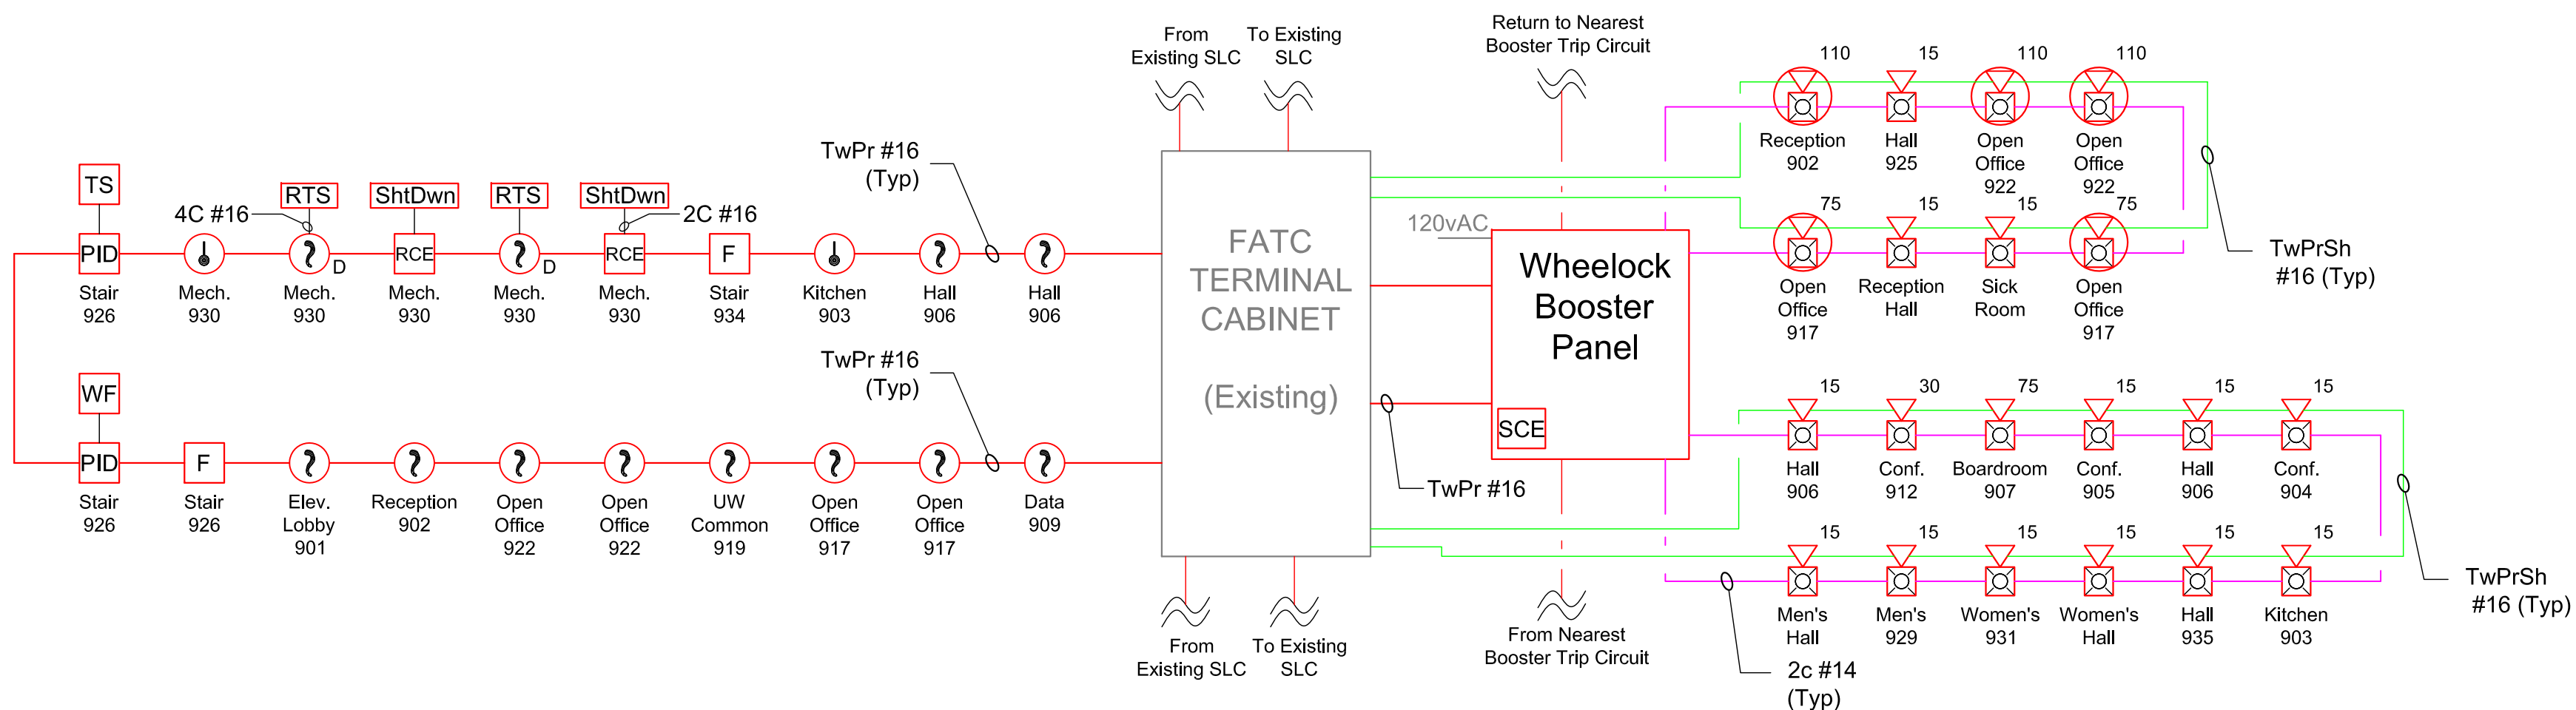 From
Existing SLC
To Existing
SLC
Return to Nearest
Booster Trip Circuit
110
15
110
110
Reception
902
Hall
925
Open
Office
922
Open
Office
922
TwPr #16
(Typ)
TS
RTS
ShtDwn
RTS
ShtDwn
4C #16
2C #16
PID
D
RCE
D
RCE
F
Stair
926
Mech.
930
Mech.
930
Mech.
930
Mech.
930
Mech.
930
Stair
934
Kitchen
903
Hall
906
Hall
906
FATC
TERMINAL
CABINET
(Existing)
120vAC
Wheelock
Booster
Panel
SCE
75
15
15
75
Open
Office
917
Reception
Hall
Sick
Room
Open
Office
917
TwPrSh
#16 (Typ)
TwPr #16
(Typ)
WF
PID
F
Stair
926
Stair
926
Elev.
Lobby
901
Reception
902
Open
Office
922
Open
Office
922
UW
Common
919
Open
Office
917
Open
Office
917
Data
909
TwPr #16
15
30
75
15
15
15
Hall
906
Conf.
912
Boardroom
907
Conf.
905
Hall
906
Conf.
904
15
15
15
15
15
15
Men's
Hall
Men's
929
Women's
931
Women's
Hall
Hall
935
Kitchen
903
TwPrSh
#16 (Typ)
From
Existing SLC
To Existing
SLC
From Nearest
Booster Trip Circuit
2c #14
(Typ)